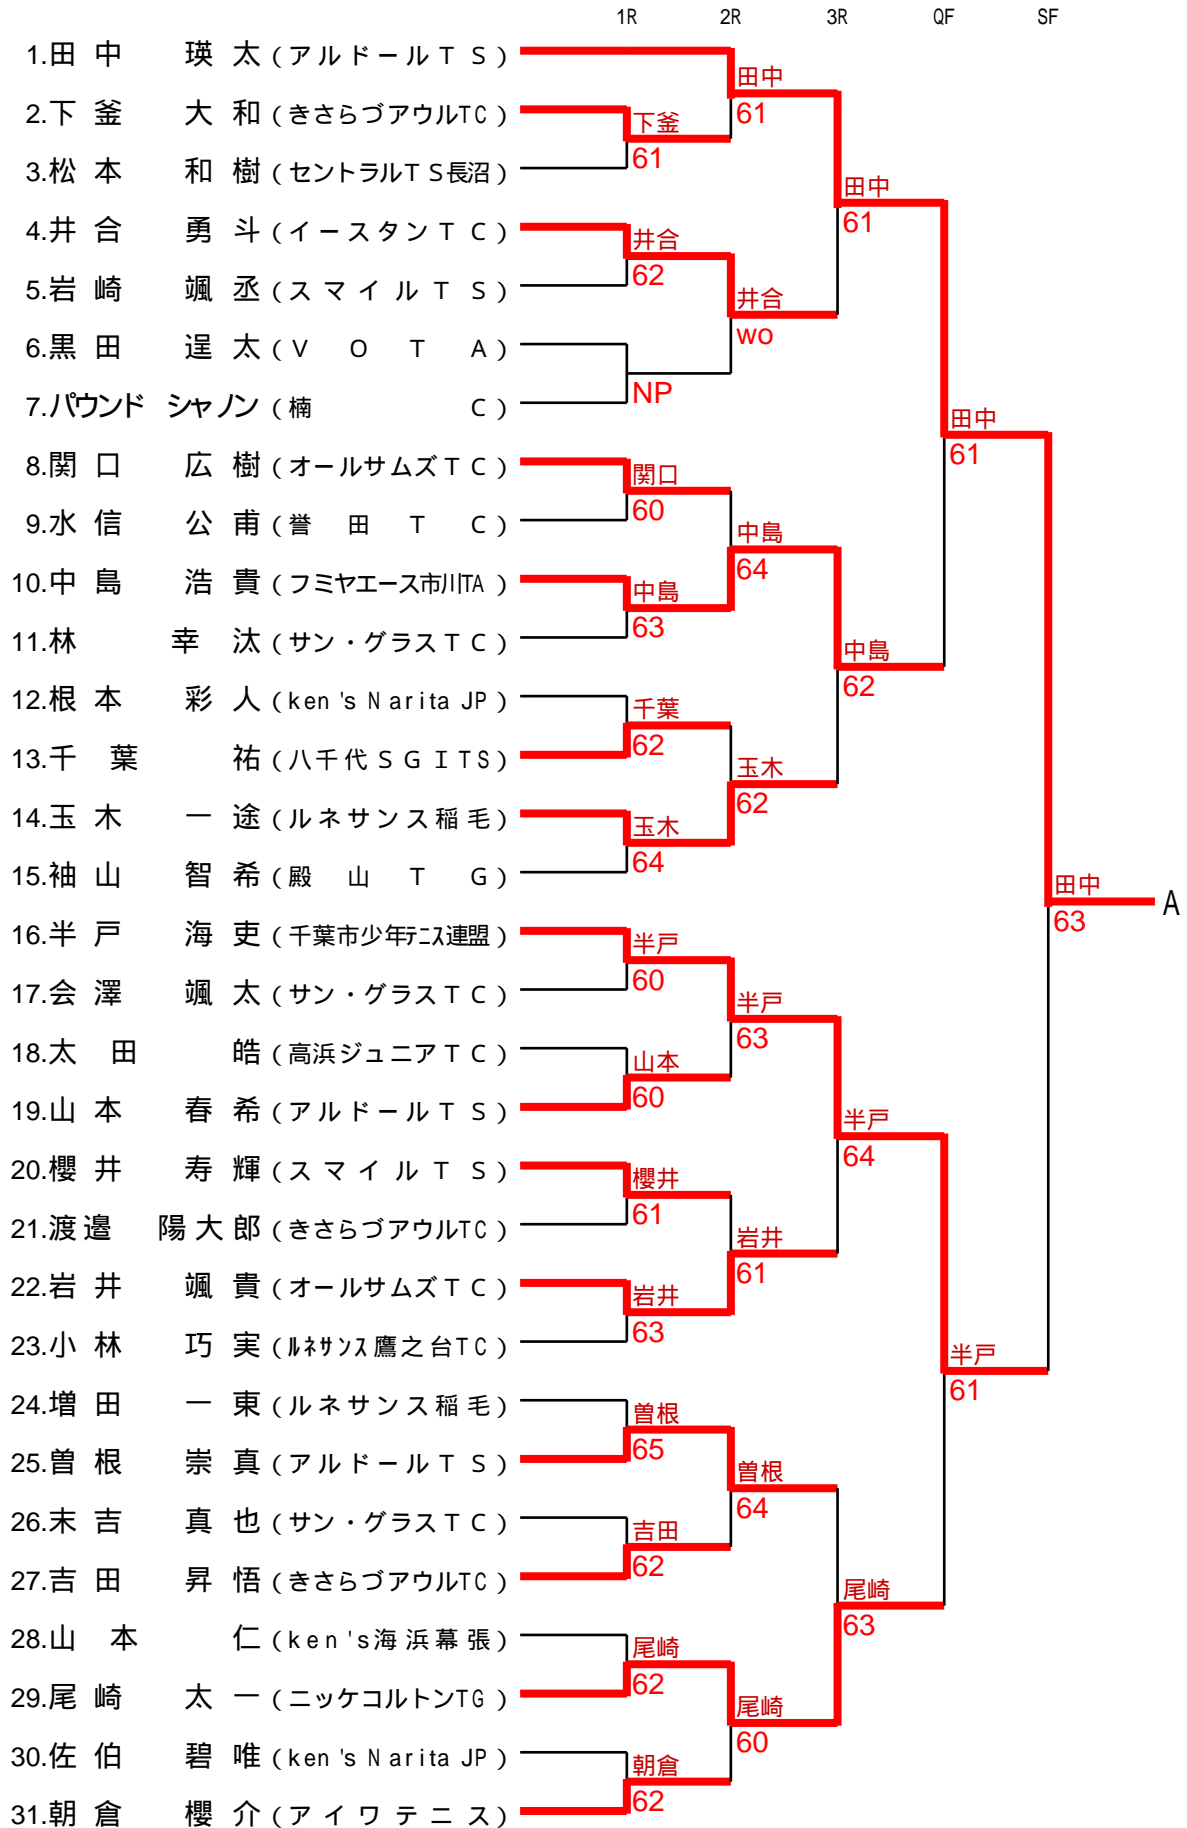 1R 2R 3R QF SF
1.田中 瑛太(アルドールTS)
田中
2.下釜 大和(きさらづアウルTC)
61
下釜
3.松本 和樹(セントラルTS長沼)
61
田中
4.井合 勇斗(イースタンTC)
61
井合
5.岩崎 颯丞(スマイルTS)
62
井合
6.黒田 逞太(VOTA)
wo
7.パウンド シャノン(楠C)
NP
田中
8.関口 広樹(オールサムズTC)
61
関口
9.水信 公甫(誉田TC)
60
中島
10.中島 浩貴(フミヤエース市川TA)
64
中島
11.林 幸汰(サン・グラスTC)
63
中島
12.根本 彩人(ken's Narita JP)
62
千葉
13.千葉 祐(八千代SGITS)
62
玉木
14.玉木 一途(ルネサンス稲毛)
62
玉木
15.袖山 智希(殿山TG)
64
田中
A
16.半戸 海吏(千葉市少年テニス連盟)
63
半戸
17.会澤 颯太(サン・グラスTC)
60
半戸
18.太田 皓(高浜ジュニアTC)
63
山本
19.山本 春希(アルドールTS)
60
半戸
20.櫻井 寿輝(スマイルTS)
64
櫻井
21.渡邉 陽大郎(きさらづアウルTC)
61
岩井
22.岩井 颯貴(オールサムズTC)
61
岩井
23.小林 巧実(ルネサンス鷹之台TC)
63
半戸
24.増田 一東(ルネサンス稲毛)
61
曽根
25.曽根 崇真(アルドールTS)
65
曽根
26.末吉 真也(サン・グラスTC)
64
吉田
27.吉田 昇悟(きさらづアウルTC)
62
尾崎
28.山本 仁(ken's海浜幕張)
63
尾崎
29.尾崎 太一(ニッケコルトンTG)
62
尾崎
30.佐伯 碧唯(ken's Narita JP)
60
朝倉
31.朝倉 櫻介(アイワテニス)
62